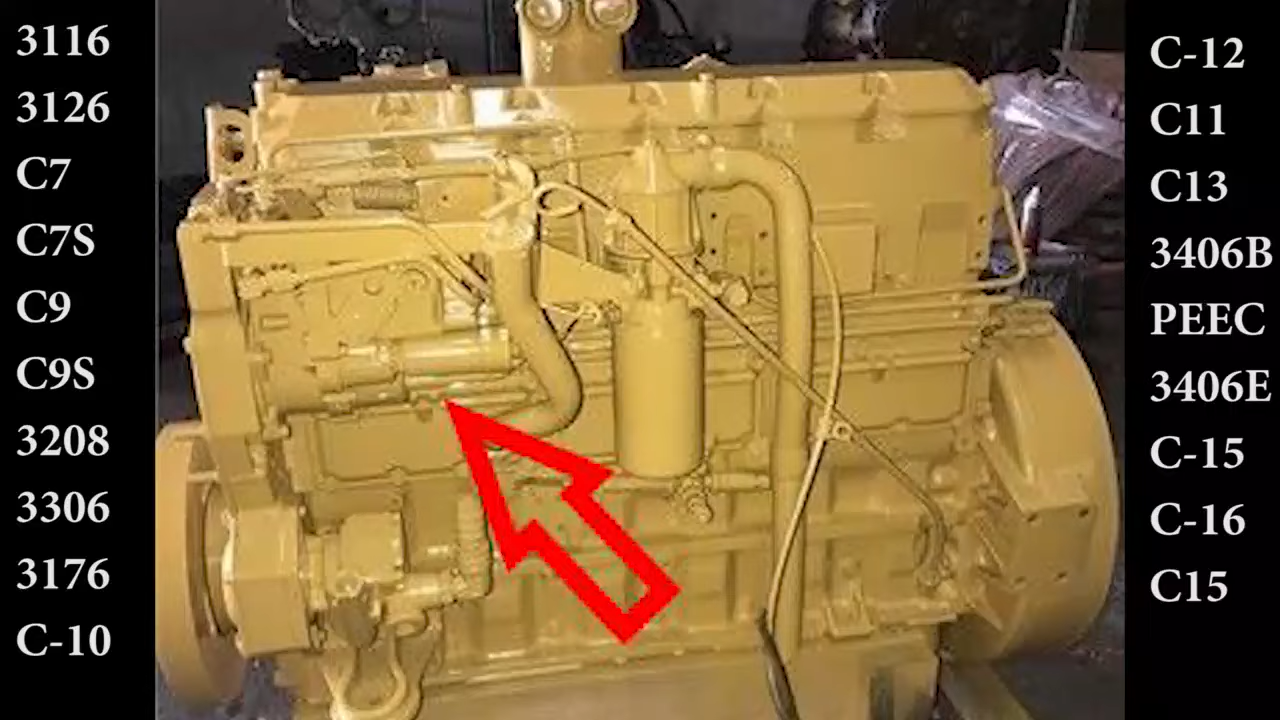 3116
3126
C7
C7S
C9
C9S
3208
3306
3176
C-10
C-12
C11
C13
3406B
PEEC
3406E
C-15
C-16
C15